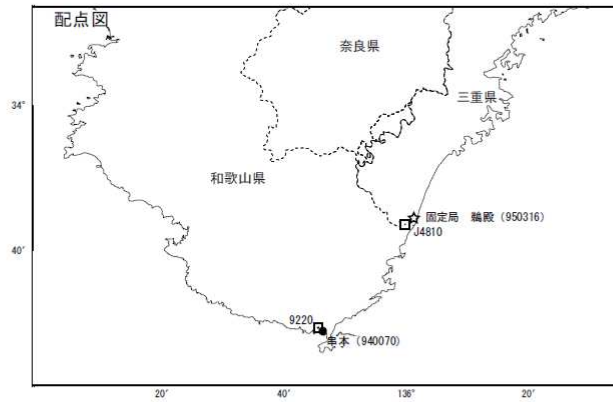 配点図
奈良県
34°
三重県
和歌山県
固定局 鵜殿（950316）
J4810
40′
9220
串本（940070）
20′
40′
136°
20′